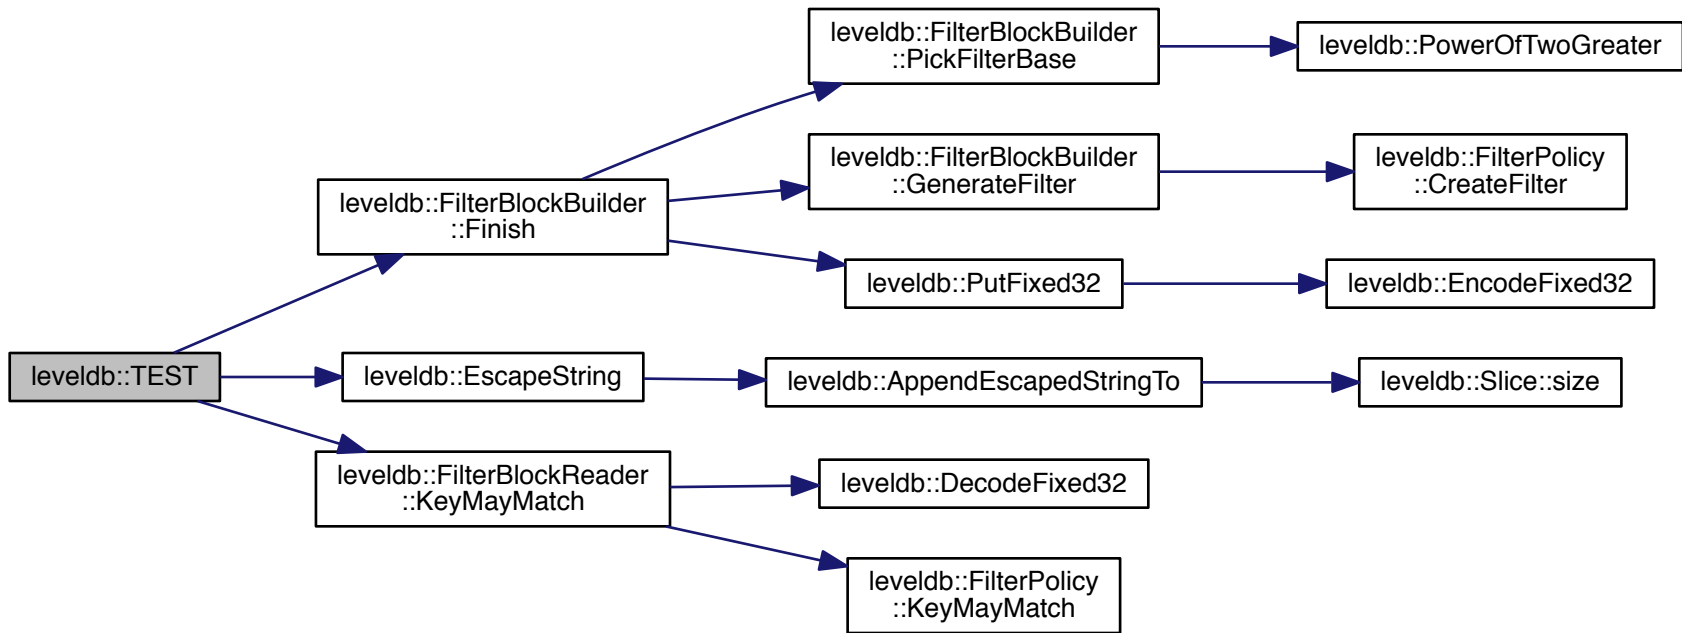 leveldb::FilterBlockBuilder
::PickFilterBase
leveldb::PowerOfTwoGreater
leveldb::FilterBlockBuilder
::GenerateFilter
leveldb::FilterPolicy
::CreateFilter
leveldb::FilterBlockBuilder
::Finish
leveldb::PutFixed32
leveldb::EncodeFixed32
leveldb::TEST
leveldb::EscapeString
leveldb::AppendEscapedStringTo
leveldb::Slice::size
leveldb::FilterBlockReader
::KeyMayMatch
leveldb::DecodeFixed32
leveldb::FilterPolicy
::KeyMayMatch